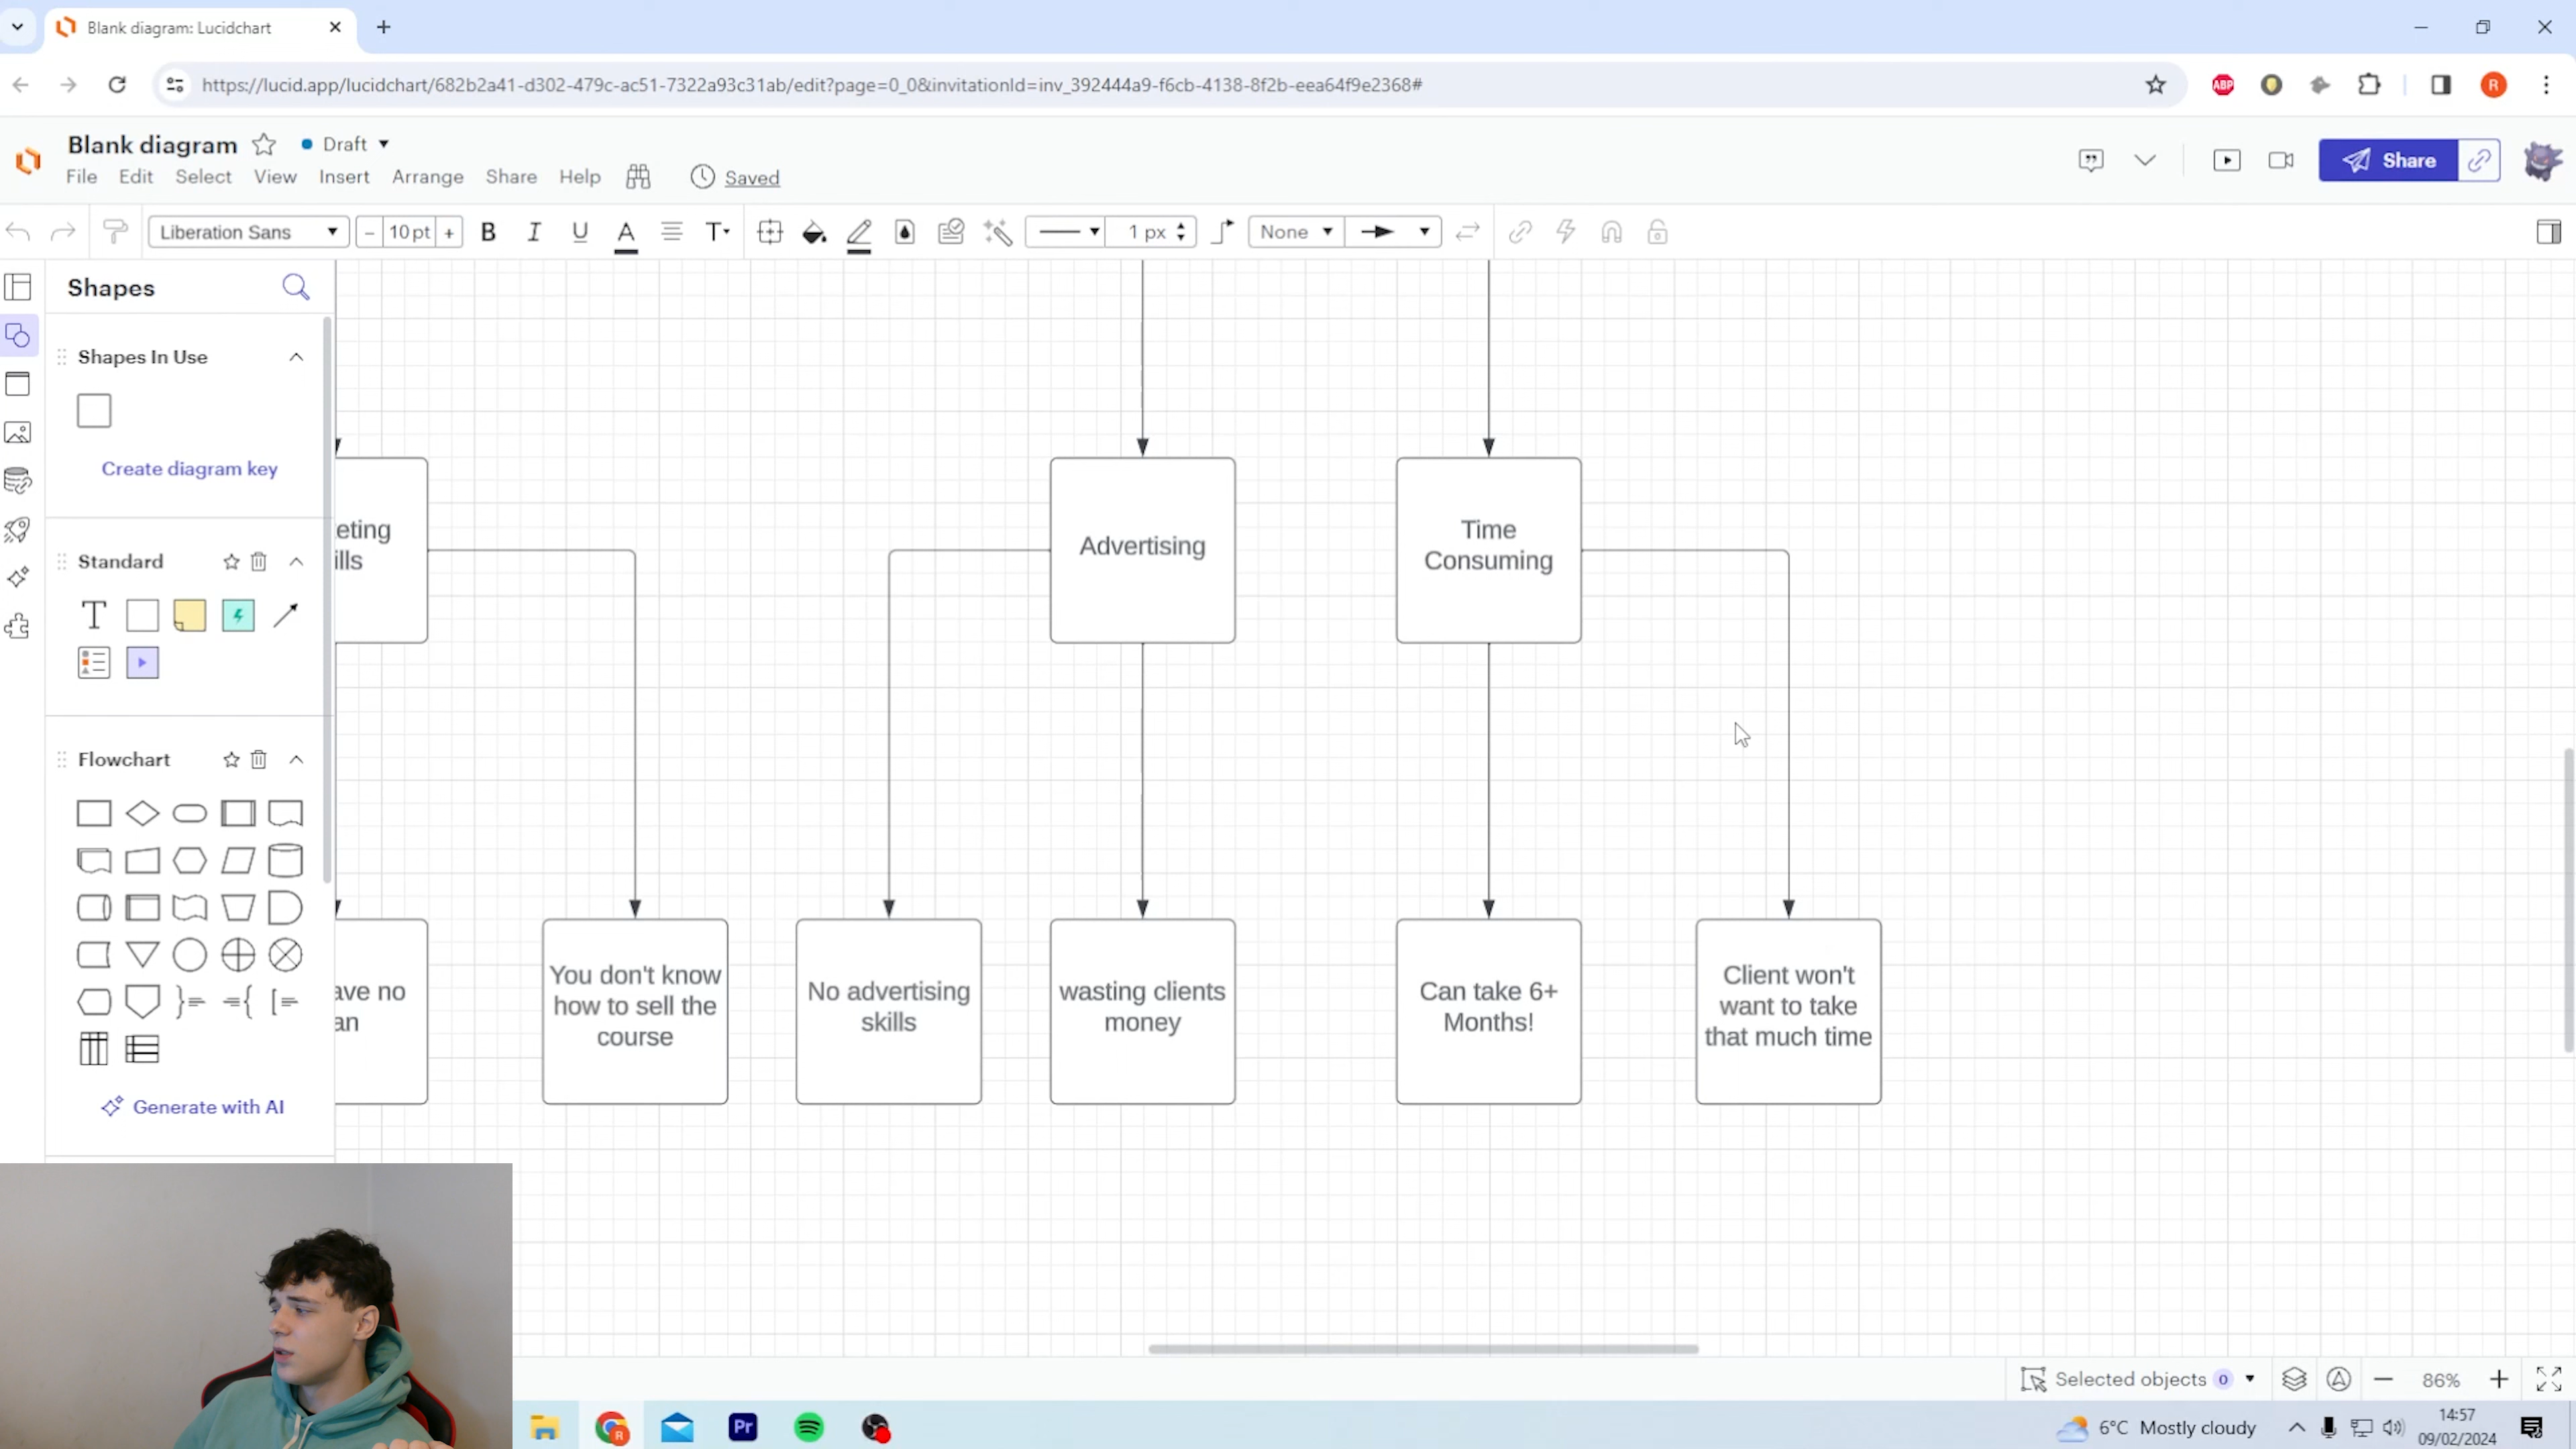 Blank diagram: Lucidchart
https://lucid.app/lucidchart/682b2a41-d302-479c-ac51-7322a93c31ab/edit?page=0_0&invitationId=inv_392444a9-f6cb-4138-8f2b-eea64f9e2368#
ABP
R
Blank diagram
Draft
File Edit Select View Insert Arrange Share Help
Saved
Share
Liberation Sans
10 pt
B I U A T
1 px
None
Shapes
Shapes In Use
Create diagram key
Standard
T
Flowchart
Generate with AI
eting
ills
Advertising
Time
Consuming
ave no
an
You don't know
how to sell the
course
No advertising
skills
wasting clients
money
Can take 6+
Months!
Client won't
want to take
that much time
Selected objects 0
86%
R
Pr
6°C Mostly cloudy
14:57
09/02/2024